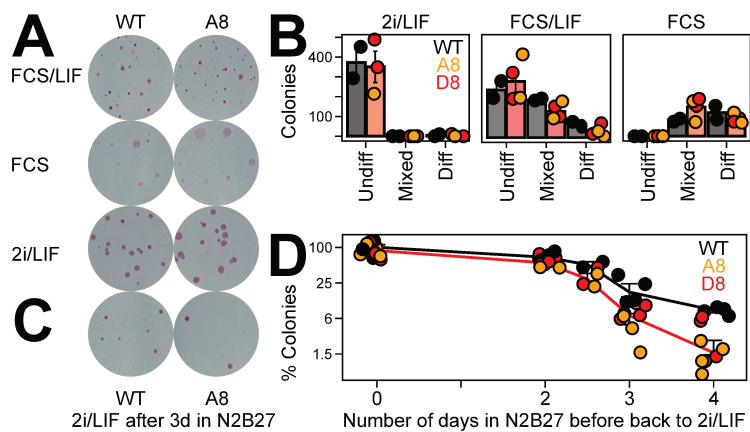 A
WT A8
FCS/LIF
FCS
2i/LIF
C
WT A8
2i/LIF after 3d in N2B27
B
2i/LIF FCS/LIF FCS
WT
A8
D8
Colonies
400
100
Undiff Mixed Diff
Undiff Mixed Diff
Undiff Mixed Diff
D
WT
A8
D8
% Colonies
100
25
6
1.5
0 2 3 4
Number of days in N2B27 before back to 2i/LIF